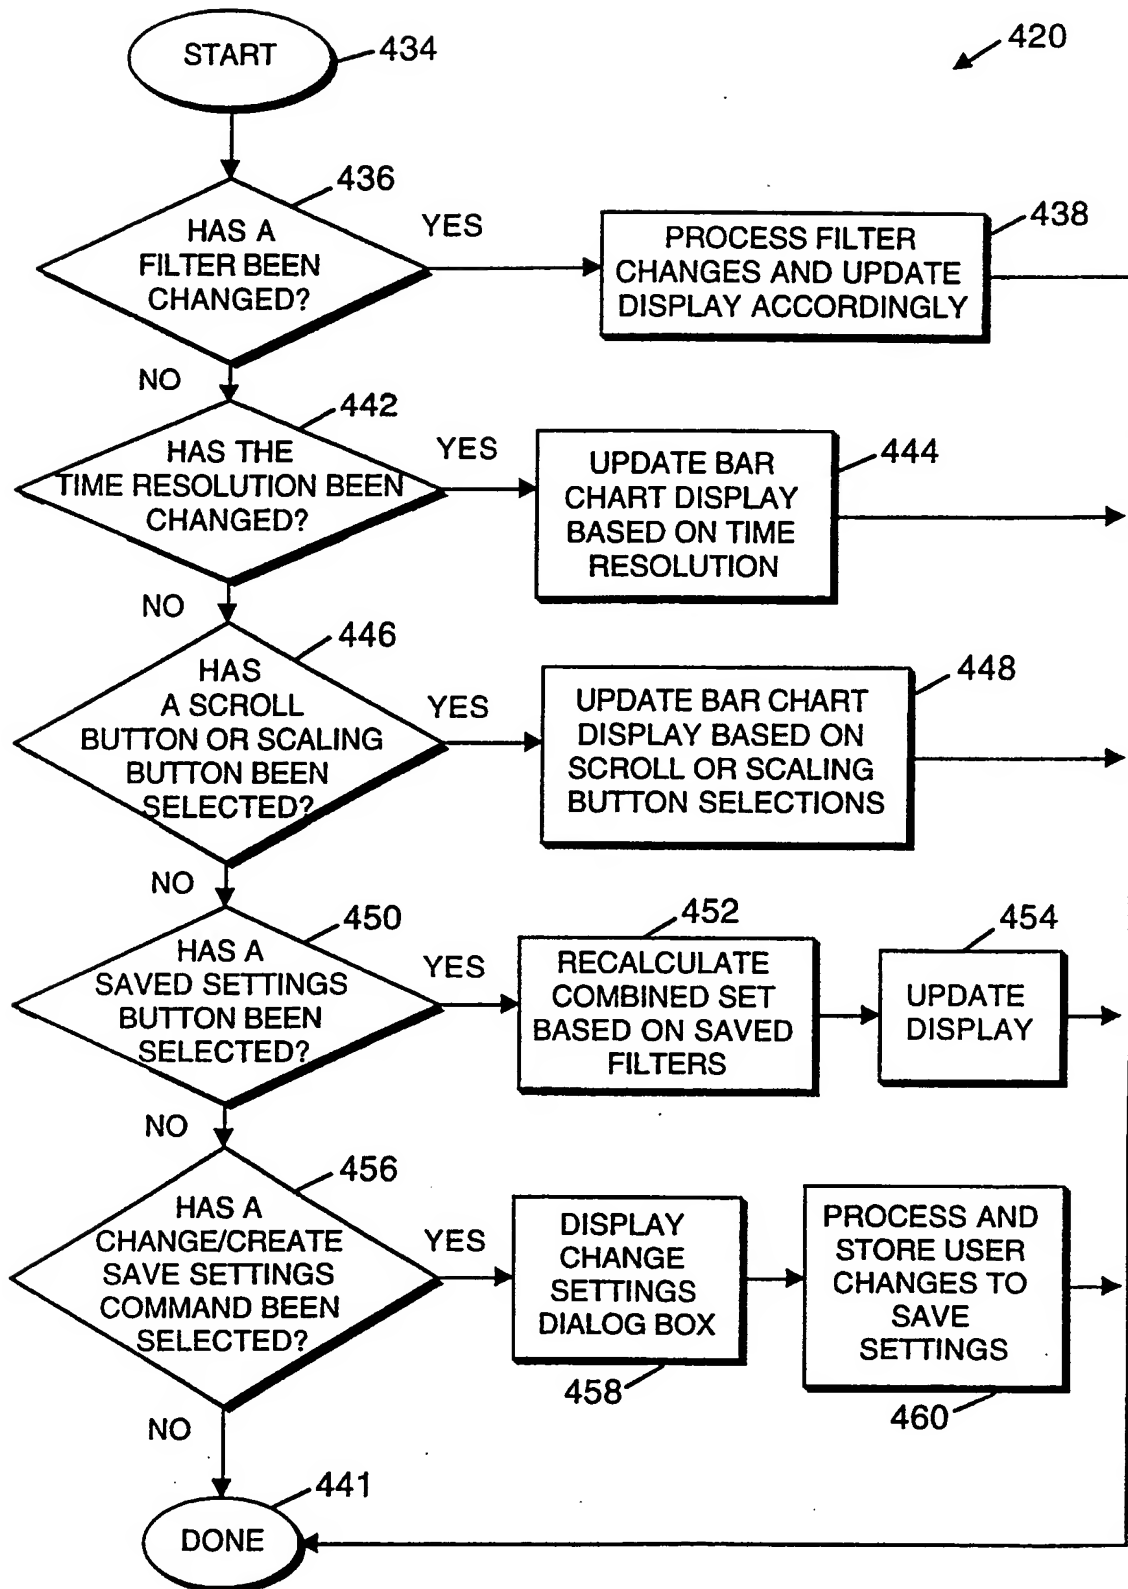 START
434
420
436
HAS A
FILTER BEEN
CHANGED?
YES
PROCESS FILTER
CHANGES AND UPDATE
DISPLAY ACCORDINGLY
438
NO
442
HAS THE
TIME RESOLUTION BEEN
CHANGED?
YES
UPDATE BAR
CHART DISPLAY
BASED ON TIME
RESOLUTION
444
NO
446
HAS
A SCROLL
BUTTON OR SCALING
BUTTON BEEN
SELECTED?
YES
UPDATE BAR CHART
DISPLAY BASED ON
SCROLL OR SCALING
BUTTON SELECTIONS
448
NO
450
HAS A
SAVED SETTINGS
BUTTON BEEN
SELECTED?
YES
452
RECALCULATE
COMBINED SET
BASED ON SAVED
FILTERS
454
UPDATE
DISPLAY
NO
456
HAS A
CHANGE/CREATE
SAVE SETTINGS
COMMAND BEEN
SELECTED?
YES
DISPLAY
CHANGE
SETTINGS
DIALOG BOX
458
PROCESS AND
STORE USER
CHANGES TO
SAVE
SETTINGS
460
NO
441
DONE